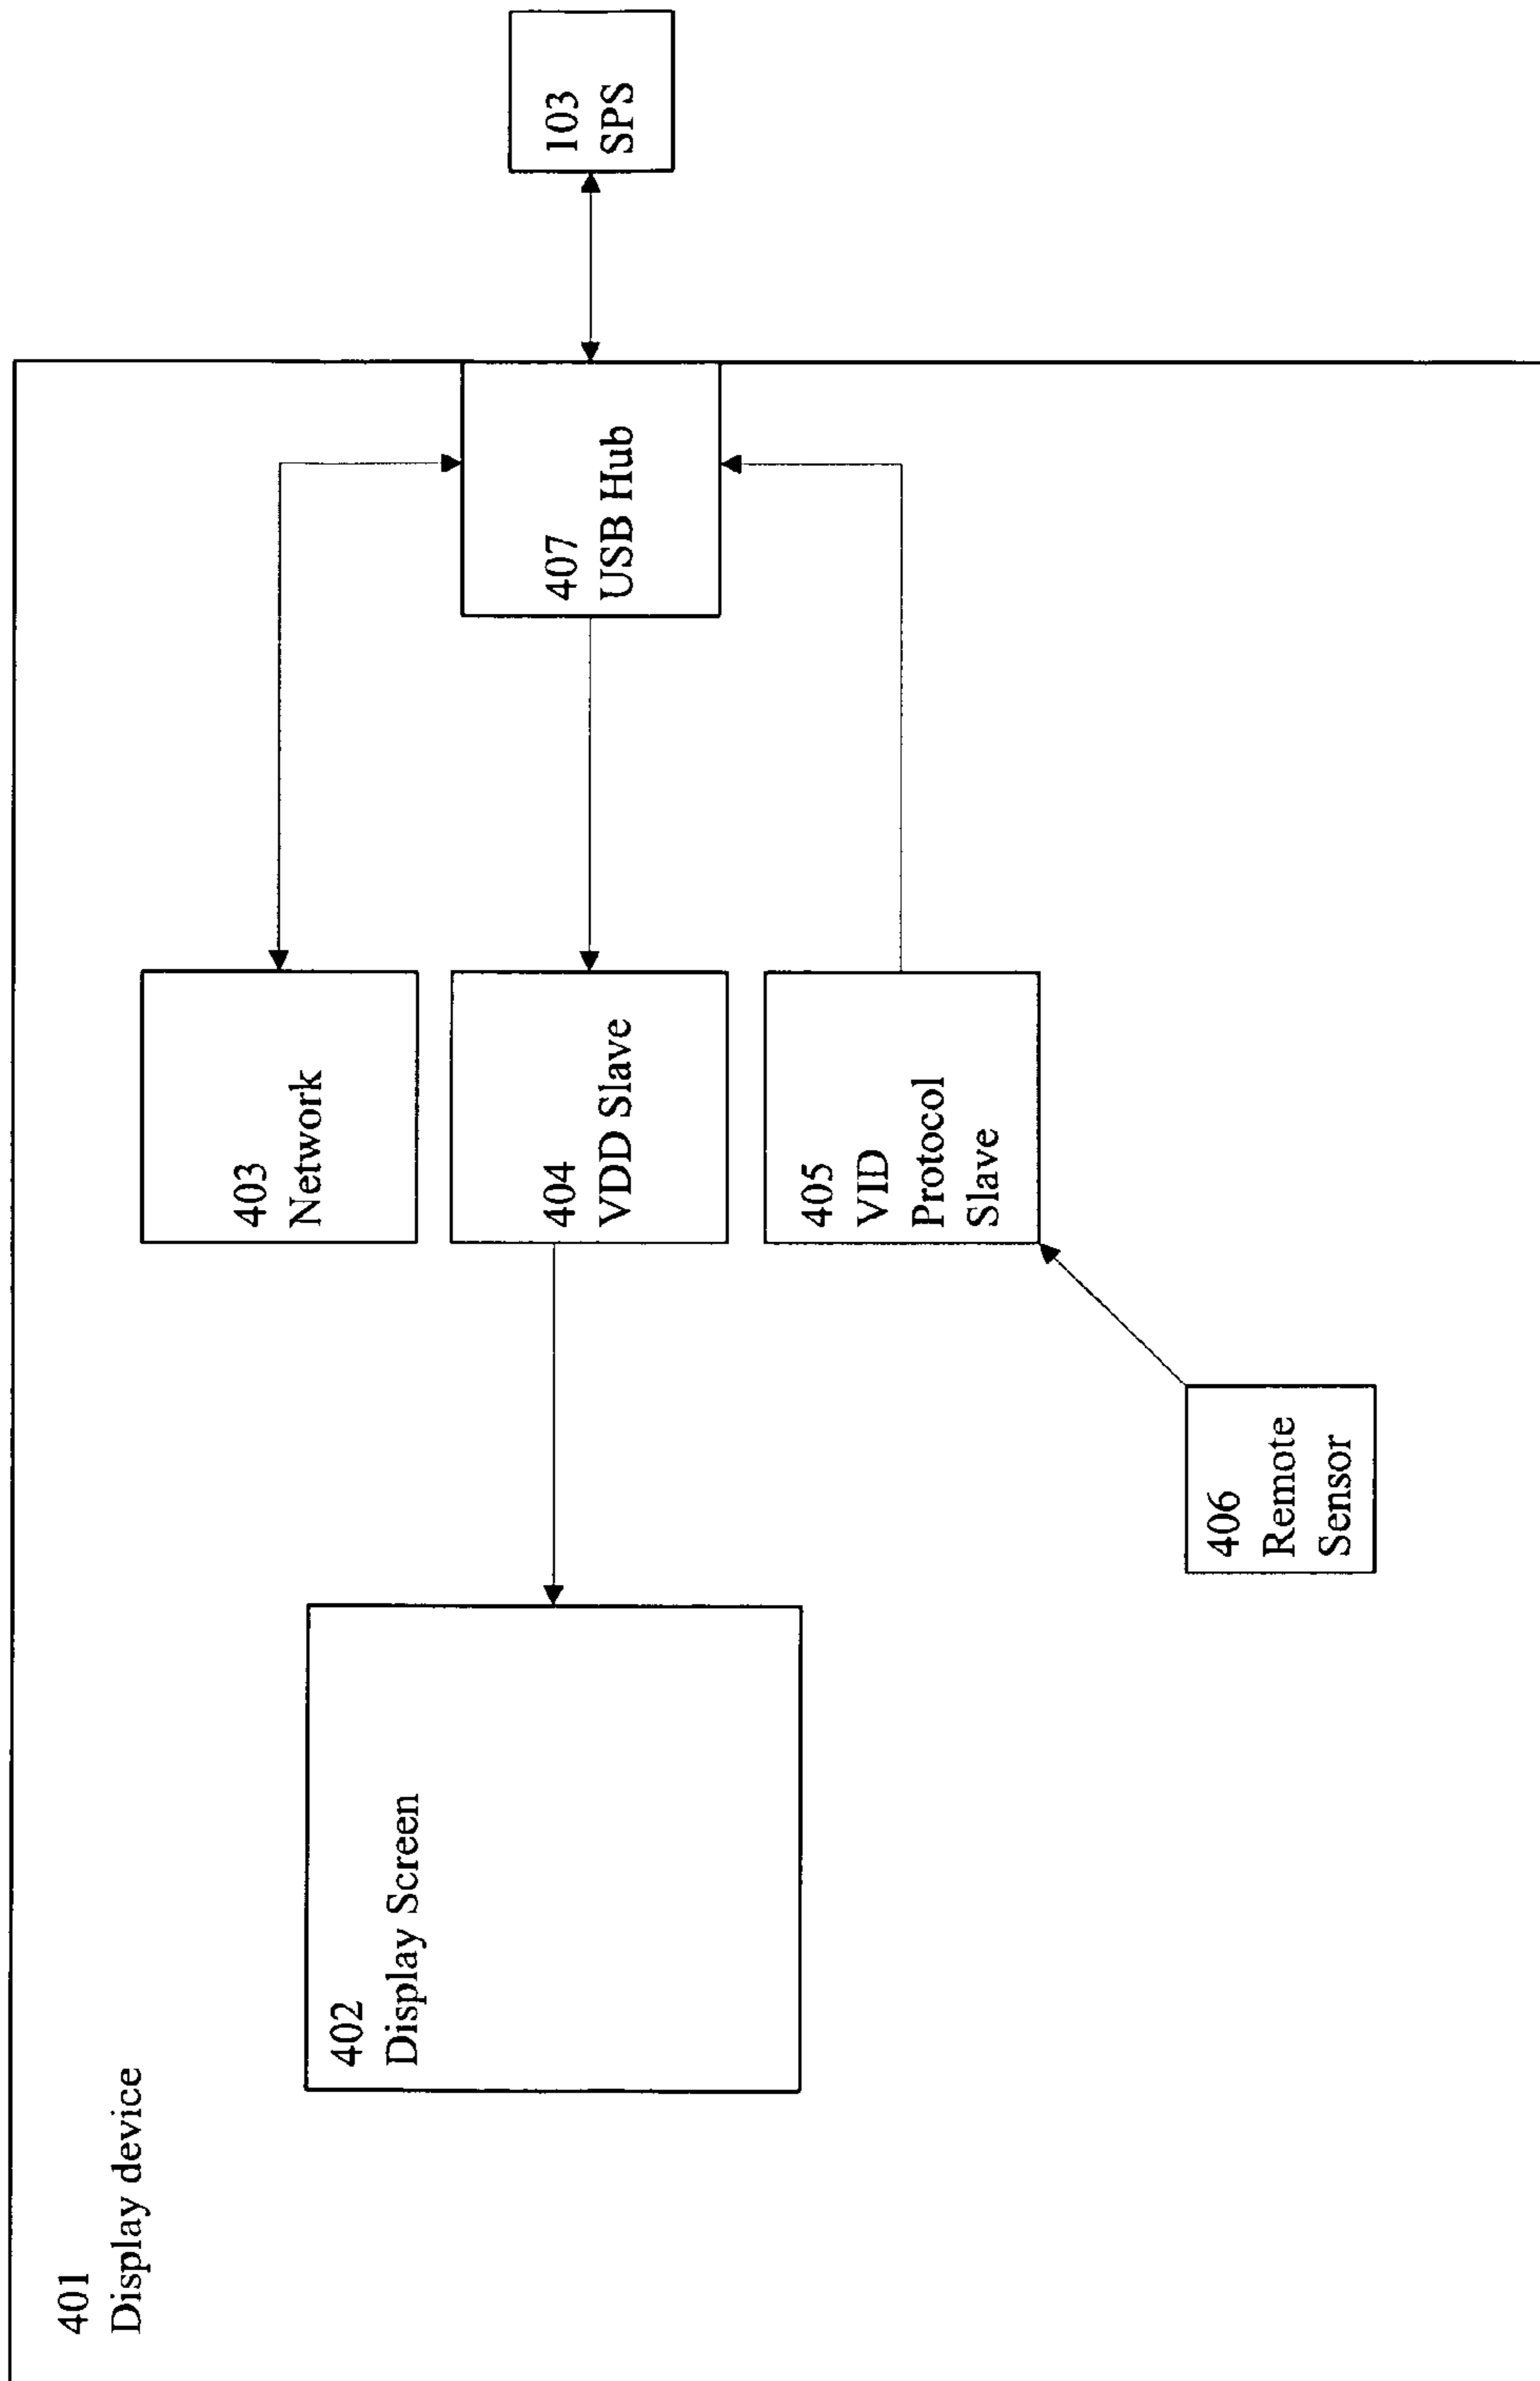 401
Display device
402
Display Screen
403
Network
404
VDD Slave
405
VID
Protocol
Slave
406
Remote
Sensor
407
USB Hub
103
SPS